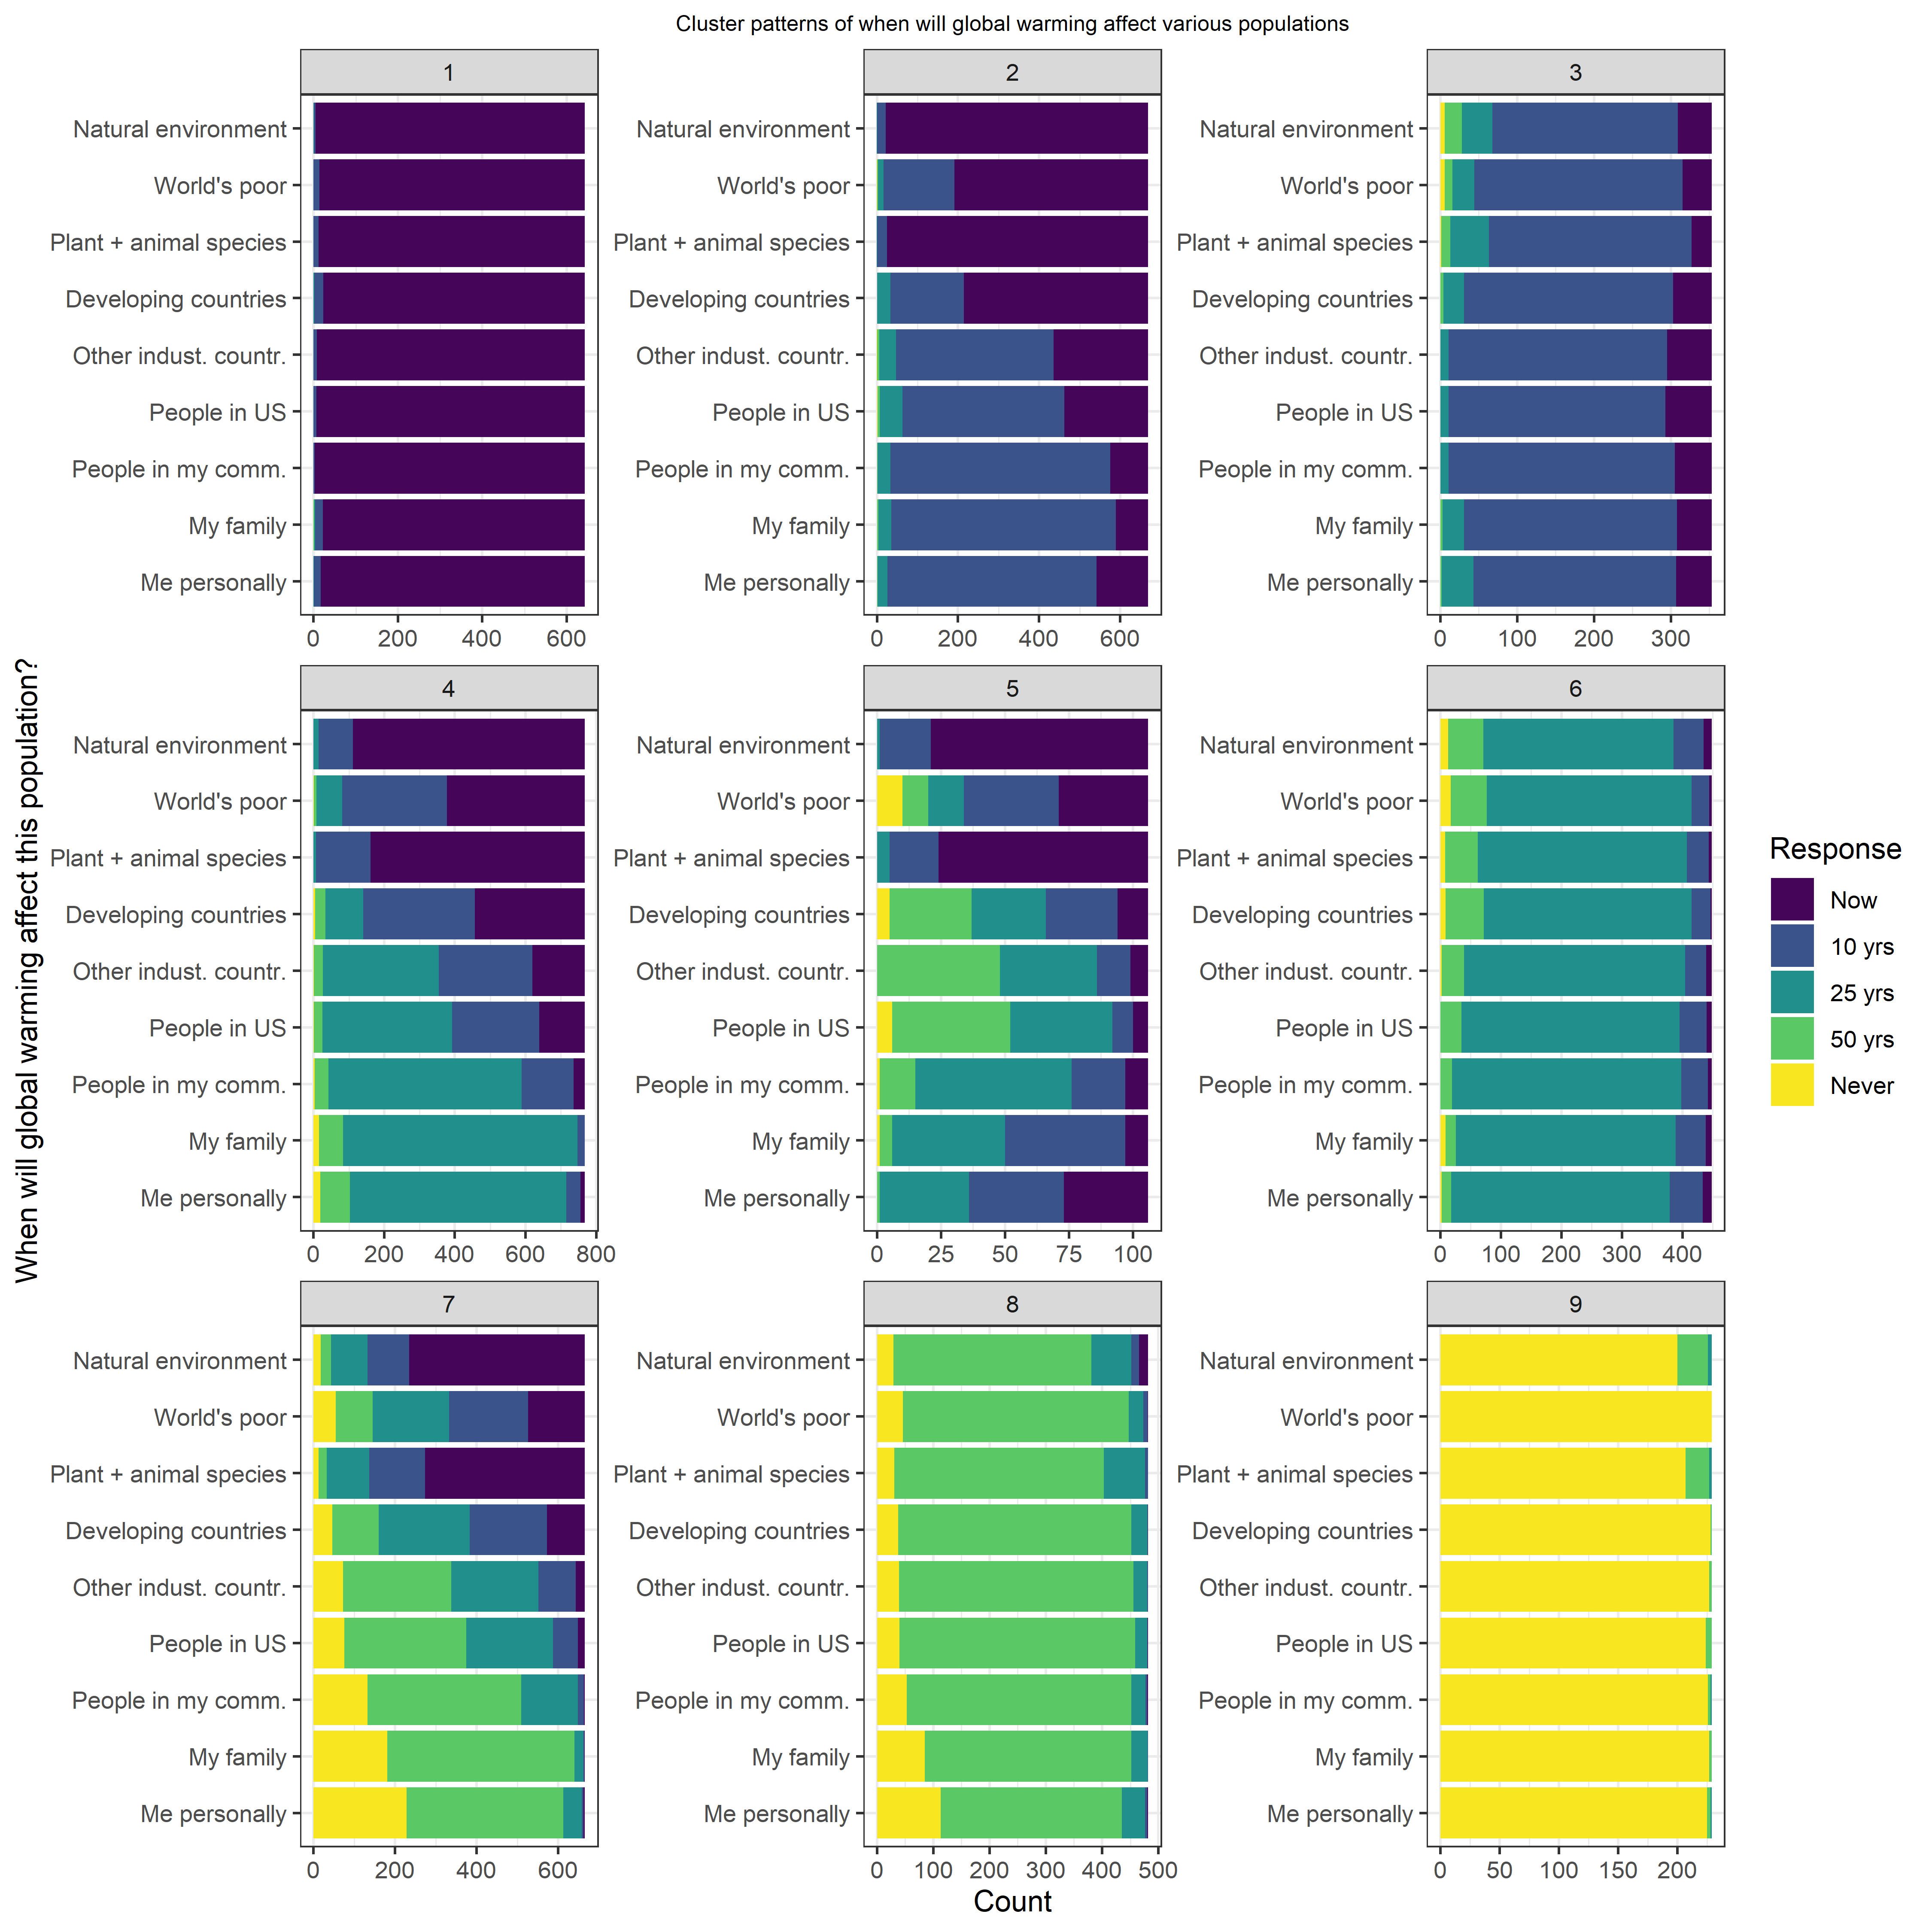 Cluster patterns of when will global warming affect various populations
When will global warming affect this population?
1
Natural environment
World's poor
Plant + animal species
Developing countries
Other indust. countr.
People in US
People in my comm.
My family
Me personally
0 200 400 600
2
Natural environment
World's poor
Plant + animal species
Developing countries
Other indust. countr.
People in US
People in my comm.
My family
Me personally
0 200 400 600
3
Natural environment
World's poor
Plant + animal species
Developing countries
Other indust. countr.
People in US
People in my comm.
My family
Me personally
0 100 200 300
4
Natural environment
World's poor
Plant + animal species
Developing countries
Other indust. countr.
People in US
People in my comm.
My family
Me personally
0 200 400 600 800
5
Natural environment
World's poor
Plant + animal species
Developing countries
Other indust. countr.
People in US
People in my comm.
My family
Me personally
0 25 50 75 100
6
Natural environment
World's poor
Plant + animal species
Developing countries
Other indust. countr.
People in US
People in my comm.
My family
Me personally
0 100 200 300 400
7
Natural environment
World's poor
Plant + animal species
Developing countries
Other indust. countr.
People in US
People in my comm.
My family
Me personally
0 200 400 600
8
Natural environment
World's poor
Plant + animal species
Developing countries
Other indust. countr.
People in US
People in my comm.
My family
Me personally
0 100 200 300 400 500
9
Natural environment
World's poor
Plant + animal species
Developing countries
Other indust. countr.
People in US
People in my comm.
My family
Me personally
0 50 100 150 200
Count
Response
Now
10 yrs
25 yrs
50 yrs
Never